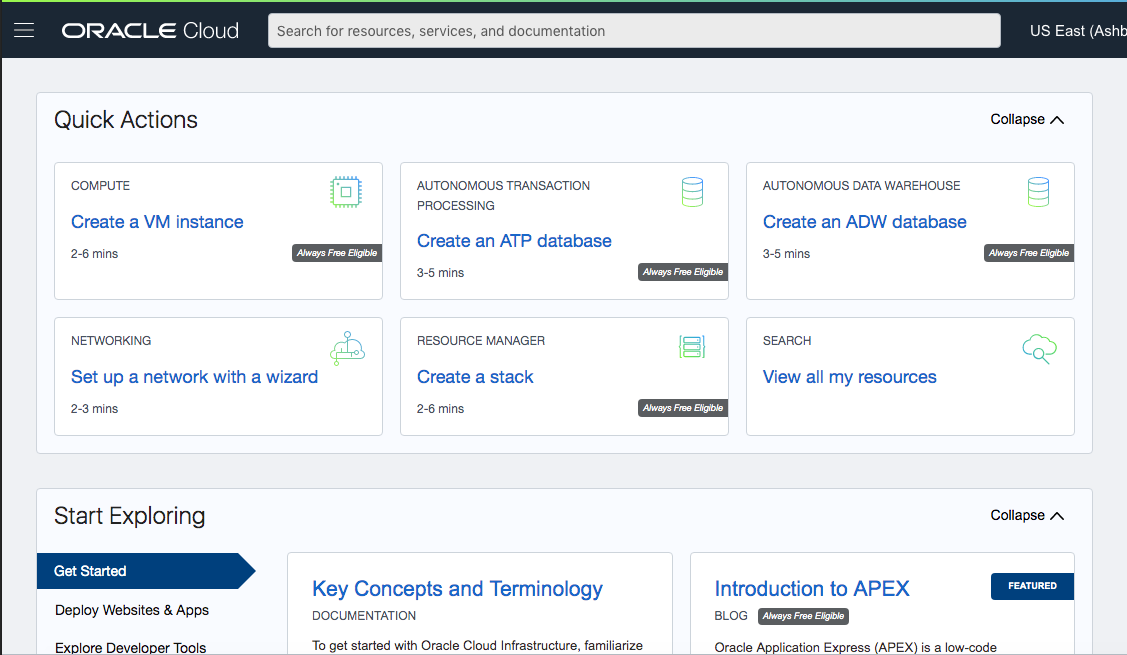 ORACLE Cloud
Search for resources, services, and documentation
US East (Ashb
Quick Actions
Collapse
COMPUTE
Create a VM instance
2-6 mins
Always Free Eligible
AUTONOMOUS TRANSACTION
PROCESSING
Create an ATP database
3-5 mins
Always Free Eligible
AUTONOMOUS DATA WAREHOUSE
Create an ADW database
3-5 mins
Always Free Eligible
NETWORKING
Set up a network with a wizard
2-3 mins
RESOURCE MANAGER
Create a stack
2-6 mins
Always Free Eligible
SEARCH
View all my resources
Start Exploring
Collapse
Get Started
Deploy Websites & Apps
Explore Developer Tools
Key Concepts and Terminology
DOCUMENTATION
To get started with Oracle Cloud Infrastructure, familiarize
Introduction to APEX
FEATURED
BLOG Always Free Eligible
Oracle Application Express (APEX) is a low-code